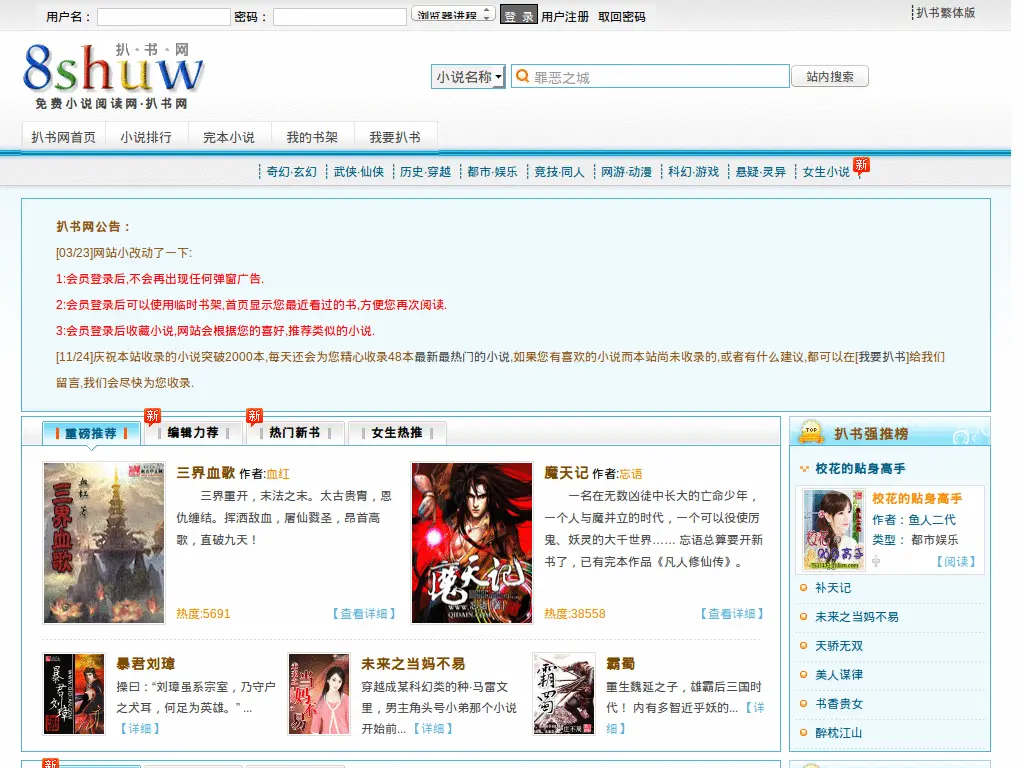 用户名： 密码： 浏览器进程 登 录 用户注册 取回密码 扒书繁体版
扒·书·网
8shuw
免费小说阅读网·扒书网
小说名称 罪恶之城 站内搜索
扒书网首页 小说排行 完本小说 我的书架 我要扒书
奇幻·玄幻 武侠·仙侠 历史·穿越 都市·娱乐 竞技·同人 网游·动漫 科幻·游戏 悬疑·灵异 女生小说 新
扒书网公告：
[03/23]网站小改动了一下:
1:会员登录后,不会再出现任何弹窗广告.
2:会员登录后可以使用临时书架,首页显示您最近看过的书,方便您再次阅读.
3:会员登录后收藏小说,网站会根据您的喜好,推荐类似的小说.
[11/24]庆祝本站收录的小说突破2000本,每天还会为您精心收录48本最新最热门的小说,如果您有喜欢的小说而本站尚未收录的,或者有什么建议,都可以在[我要扒书]给我们
留言,我们会尽快为您收录.
重磅推荐 新 编辑力荐 新 热门新书 女生热推
三界血歌
三界血歌 作者:血红
三界重开，末法之末。太古贵胄，恩
仇缠结。挥洒敌血，屠仙戮圣，昂首高
歌，直破九天！
热度:5691 【查看详细】
魔天记
魔天记 作者:忘语
一名在无数凶徒中长大的亡命少年，
一个人与魔并立的时代，一个可以役使厉
鬼、妖灵的大千世界…… 忘语总算要开新
书了，已有完本作品《凡人修仙传》。
热度:38558 【查看详细】
暴君刘璋
暴君刘璋
操曰：“刘璋虽系宗室，乃守户
之犬耳，何足为英雄。” ...
【详细】
未来之当妈不易
穿越成某科幻类的种·马雷文
里，男主角头号小弟那个小说
开始前... 【详细】
霸蜀
霸蜀
重生魏延之子，雄霸后三国时
代！ 内有多智近乎妖的... 【详
细】
TOP 扒书强推榜
校花的贴身高手
校花的贴身高手
作者：鱼人二代
类型： 都市娱乐
【阅读】
补天记
未来之当妈不易
天骄无双
美人谋律
书香贵女
醉枕江山
新